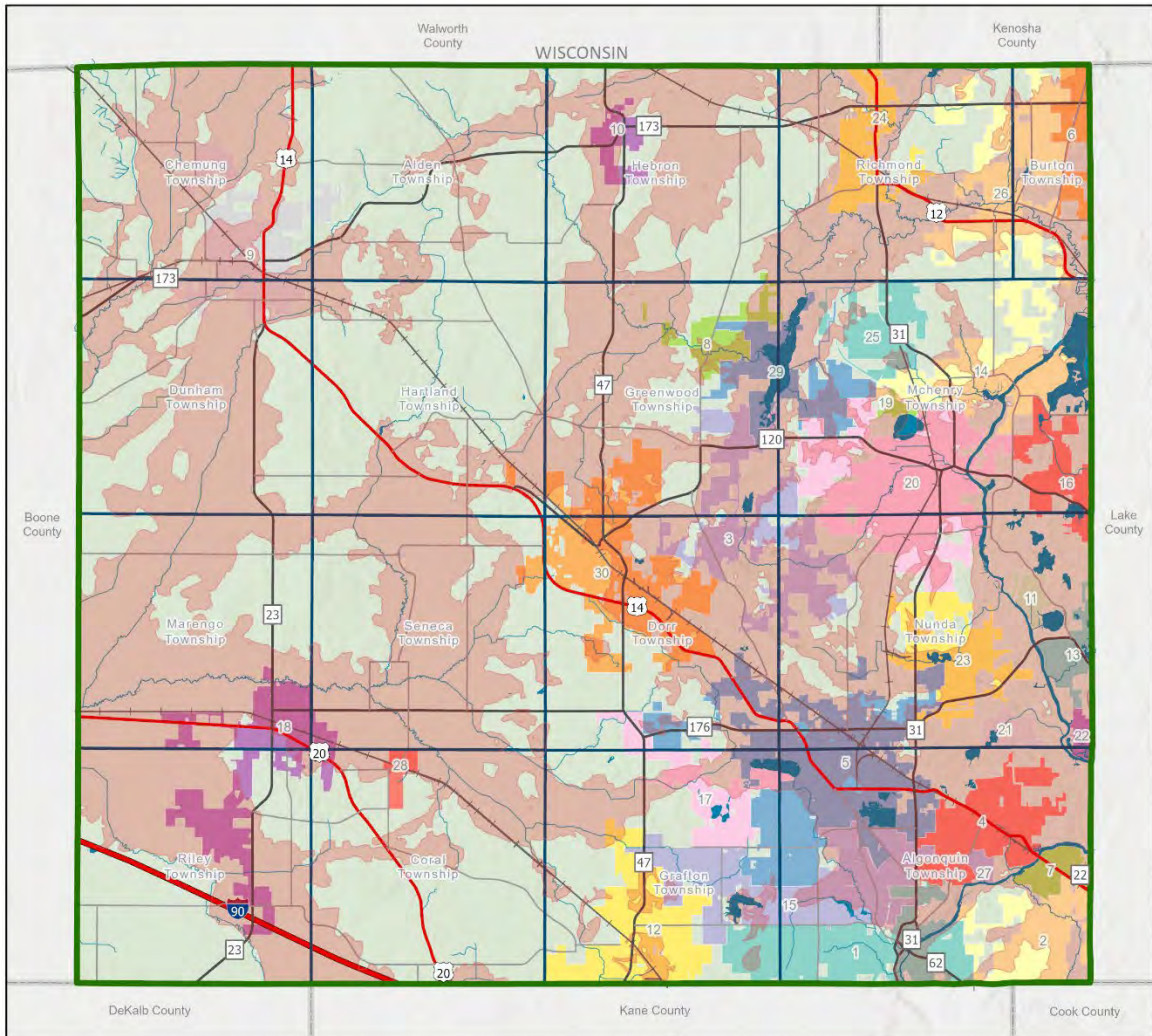 Walworth
County
Kenosha
County
WISCONSIN
24
10
173
6
14
Chemung
Township
Alden
Township
Hebron
Township
Richmond
Township
Burton
Township
26
12
9
173
31
25
8
14
29
Dunham
Township
Hartland
Township
47
Greenwood
Township
Mchenry
Township
19
120
20
16
Boone
County
Lake
County
3
30
14
11
23
Marengo
Township
Seneca
Township
Dorr
Township
Nunda
Township
23
13
18
176
31
21
22
20
28
5
17
4
Riley
Township
Coral
Township
47
Grafton
Township
Algonquin
Township
27
7
22
90
15
12
31
2
23
20
1
62
DeKalb County
Kane County
Cook County